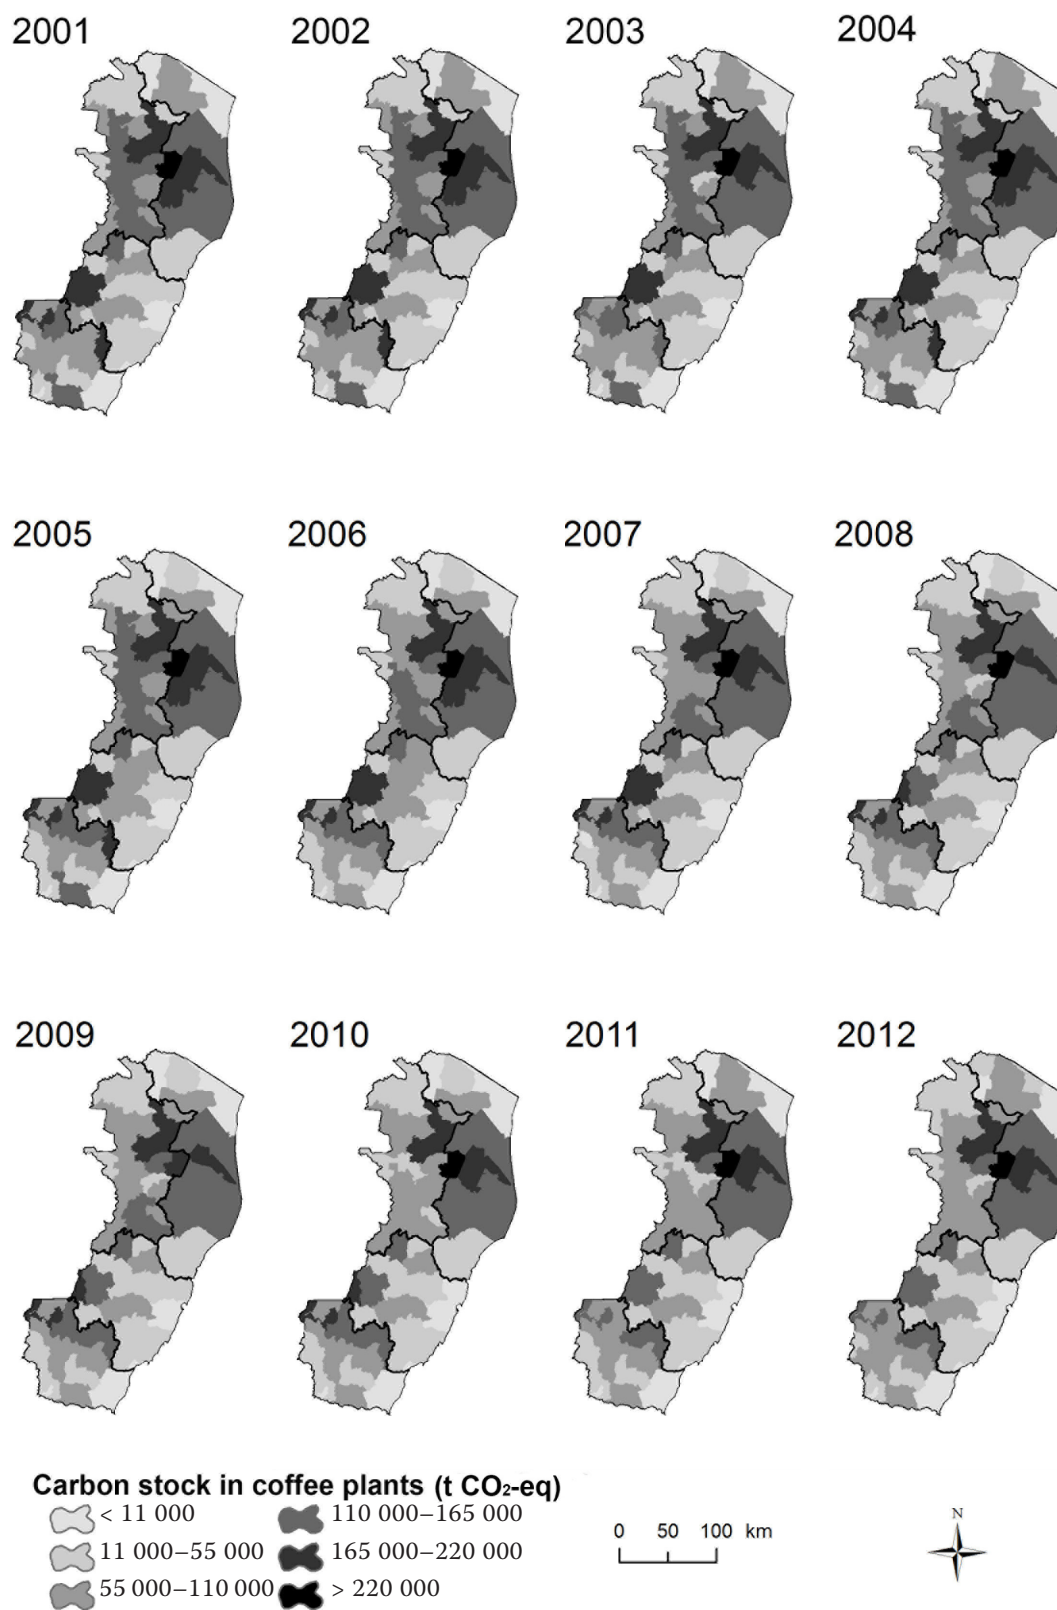 2001 2002 2003 2004
2005 2006 2007 2008
2009 2010 2011 2012
Carbon stock in coffee plants (t CO₂-eq)
< 11 000 110 000–165 000
11 000–55 000 165 000–220 000
55 000–110 000 > 220 000
0 50 100 km
N